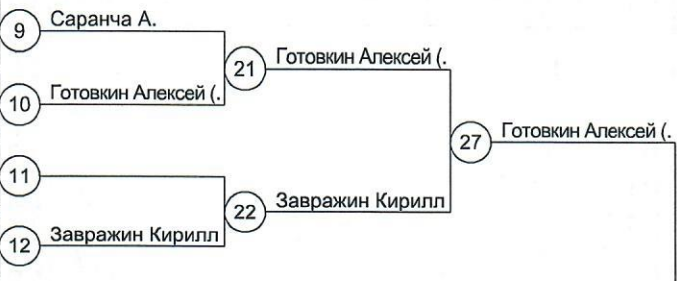 9 Саранча А.
21 Готовкин Алексей (.
10 Готовкин Алексей (.
27 Готовкин Алексей (.
11
22 Завражин Кирилл
12 Завражин Кирилл